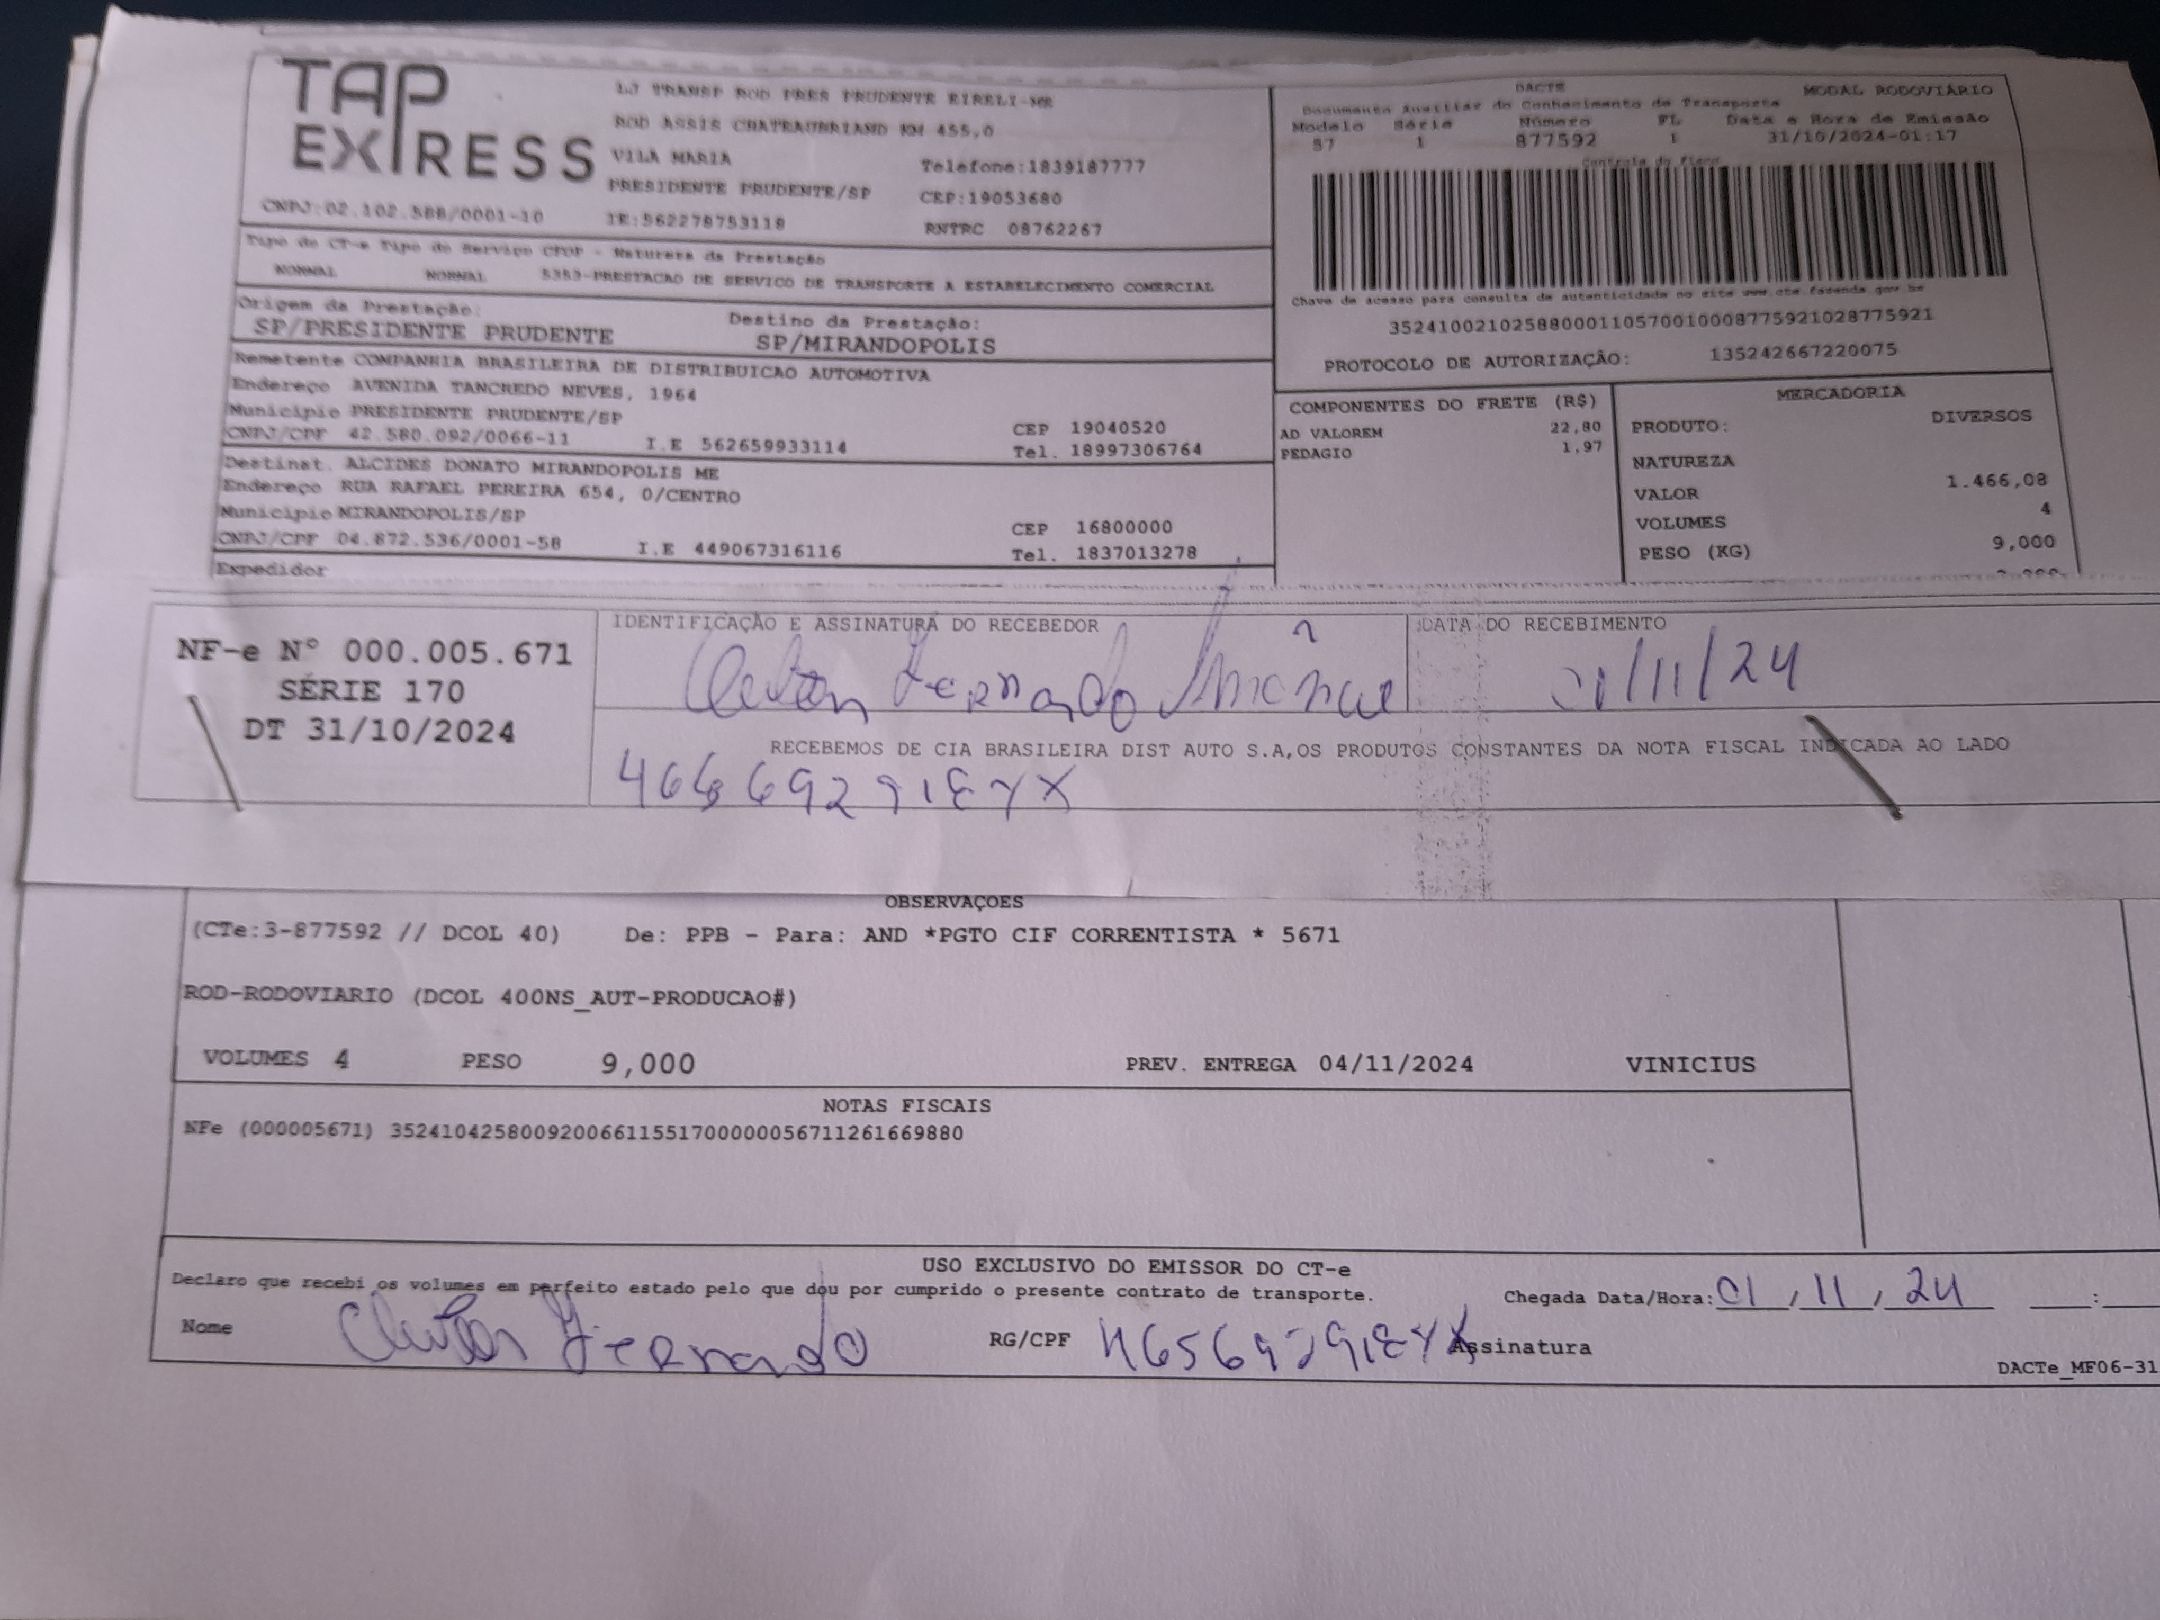 TAP EXPRESS
LJ TRANSP ROD PRES PRUDENTE EIRELI-ME
ROD ASSIS CHATEAUBRIAND KM 455,0
VILA MARIA Telefone:1839187777
PRESIDENTE PRUDENTE/SP CEP:19053680
CNPJ:02.102.588/0001-10 IE:562278753119 RNTRC 08762267
Tipo do CT-e Tipo do Serviço CFOP - Natureza da Prestação
NORMAL NORMAL 5353-PRESTACAO DE SERVICO DE TRANSPORTE A ESTABELECIMENTO COMERCIAL
Origem da Prestação: Destino da Prestação:
SP/PRESIDENTE PRUDENTE SP/MIRANDOPOLIS
Remetente COMPANHIA BRASILEIRA DE DISTRIBUICAO AUTOMOTIVA
Endereço AVENIDA TANCREDO NEVES, 1964
Município PRESIDENTE PRUDENTE/SP CEP 19040520
CNPJ/CPF 42.580.092/0066-11 I.E 562659933114 Tel. 18997306764
Destinat. ALCIDES DONATO MIRANDOPOLIS ME
Endereço RUA RAFAEL PEREIRA 654, 0/CENTRO
Município MIRANDOPOLIS/SP CEP 16800000
CNPJ/CPF 04.872.536/0001-58 I.E 449067316116 Tel. 1837013278
Expedidor
DACTE MODAL RODOVIÁRIO
Documento Auxiliar do Conhecimento de Transporte
Modelo Série Número FL Data e Hora de Emissão
57 1 877592 1 31/10/2024-01:17
Controle do Fisco
Chave de acesso para consulta de autenticidade no site www.cte.fazenda.gov.br
35241002102588000110570010008775921028775921
PROTOCOLO DE AUTORIZAÇÃO: 135242667220075
COMPONENTES DO FRETE (R$)
AD VALOREM 22,80
PEDAGIO 1,97
MERCADORIA
PRODUTO: DIVERSOS
NATUREZA
VALOR 1.466,08
VOLUMES 4
PESO (KG) 9,000
NF-e N° 000.005.671
SÉRIE 170
DT 31/10/2024
IDENTIFICAÇÃO E ASSINATURA DO RECEBEDOR DATA DO RECEBIMENTO
Fernando 01/11/24
RECEBEMOS DE CIA BRASILEIRA DIST AUTO S.A,OS PRODUTOS CONSTANTES DA NOTA FISCAL INDICADA AO LADO
OBSERVAÇOES
(CTe:3-877592 // DCOL 40) De: PPB - Para: AND *PGTO CIF CORRENTISTA * 5671
ROD-RODOVIARIO (DCOL 400NS_AUT-PRODUCAO#)
VOLUMES 4 PESO 9,000 PREV. ENTREGA 04/11/2024 VINICIUS
NOTAS FISCAIS
NFe (000005671) 35241042580092006611551700000056711261669880
USO EXCLUSIVO DO EMISSOR DO CT-e
Declaro que recebi os volumes em perfeito estado pelo que dou por cumprido o presente contrato de transporte.
Chegada Data/Hora: 01/11/24 :
Nome Fernando RG/CPF Assinatura
DACTe_MF06-31